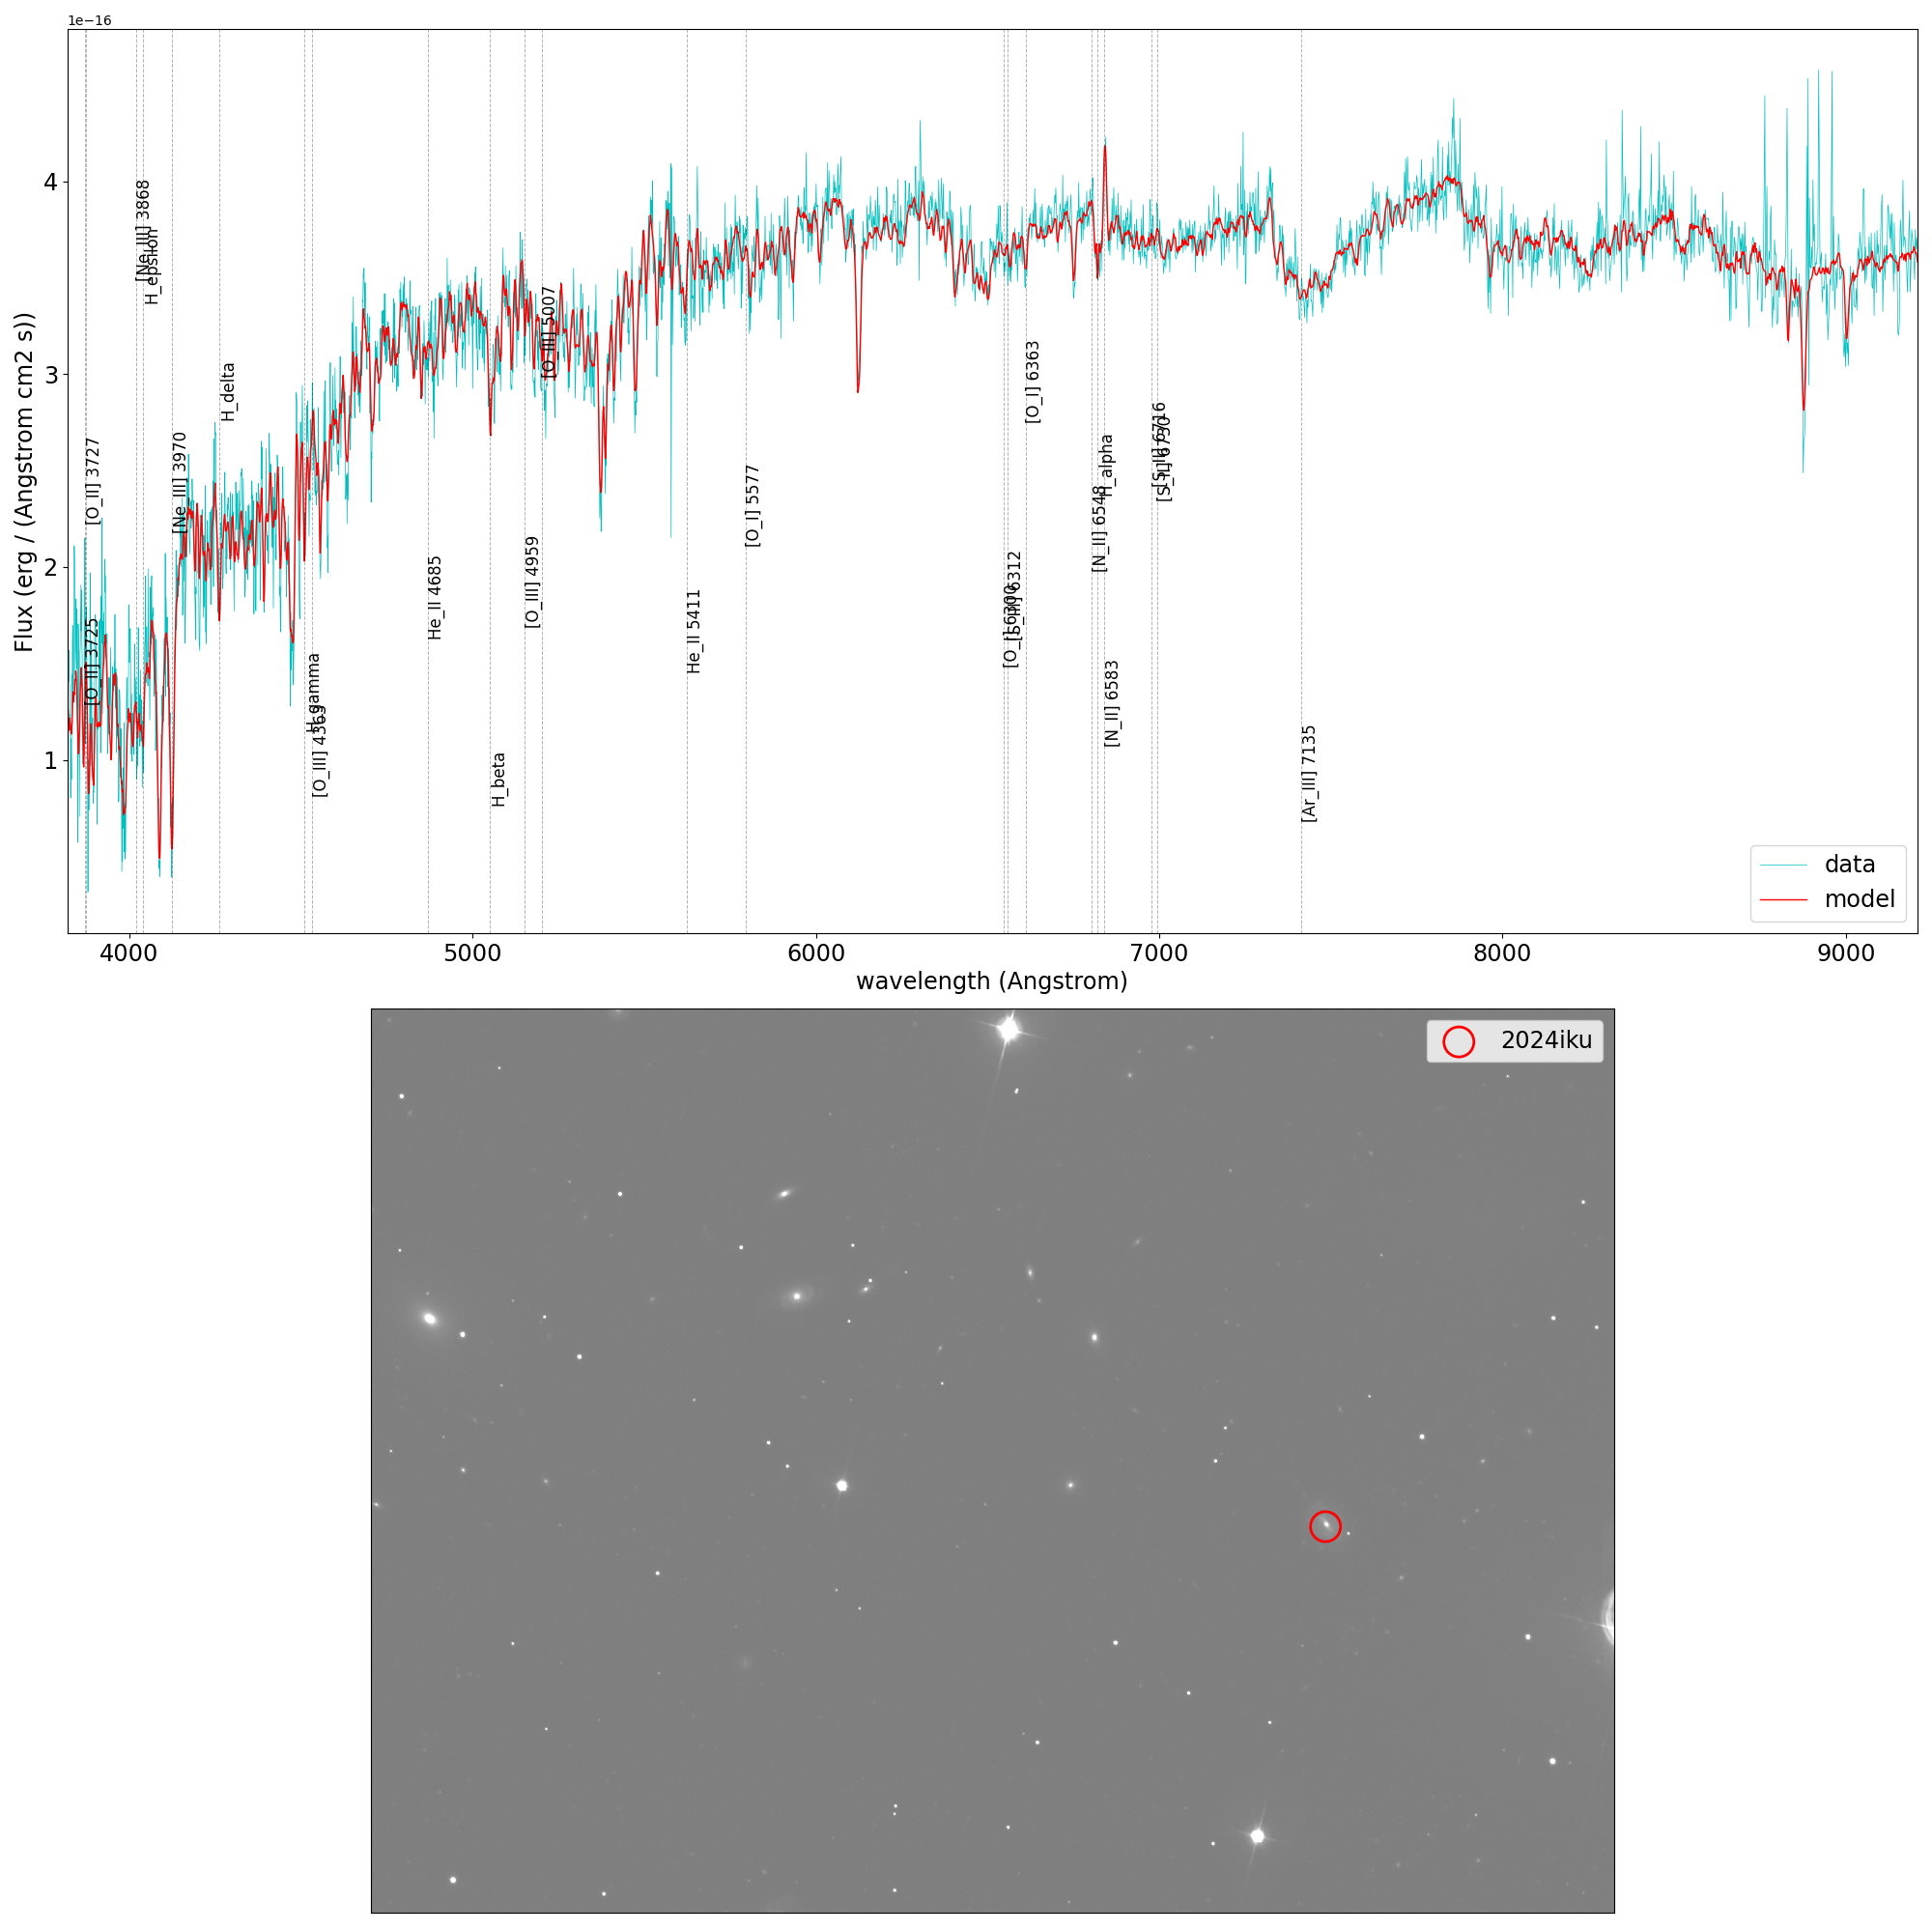 1e−16
[Ne_III] 3868
H_epsilon
H_delta
[O_II] 3727
[Ne_III] 3970
[O_II] 3725
H_gamma
[O_III] 4363
He_II 4685
H_beta
[O_III] 4959
[O_III] 5007
He_II 5411
[O_I] 5577
[O_I] 6300
[S_III] 6312
[O_I] 6363
[N_II] 6548
H_alpha
[N_II] 6583
[S_II] 6716
[S_II] 6730
[Ar_III] 7135
Flux (erg / (Angstrom cm2 s))
4
3
2
1
data
model
4000 5000 6000 7000 8000 9000
wavelength (Angstrom)
2024iku